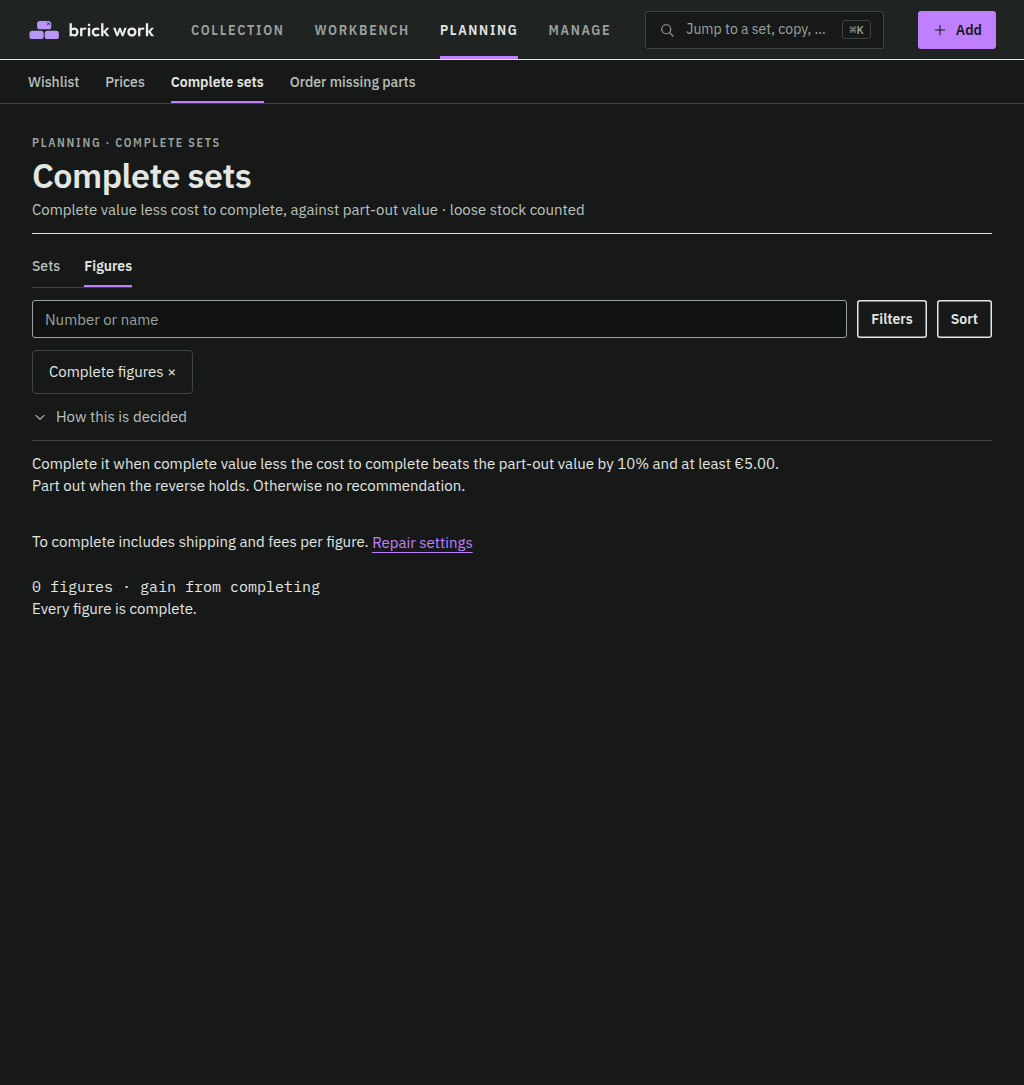 brick work
COLLECTION
WORKBENCH
PLANNING
MANAGE
Jump to a set, copy, ...
⌘K
+ Add
Wishlist
Prices
Complete sets
Order missing parts
PLANNING · COMPLETE SETS
Complete sets
Complete value less cost to complete, against part-out value · loose stock counted
Sets
Figures
Number or name
Filters
Sort
Complete figures ×
How this is decided
Complete it when complete value less the cost to complete beats the part-out value by 10% and at least €5.00.
Part out when the reverse holds. Otherwise no recommendation.
To complete includes shipping and fees per figure. Repair settings
0 figures · gain from completing
Every figure is complete.